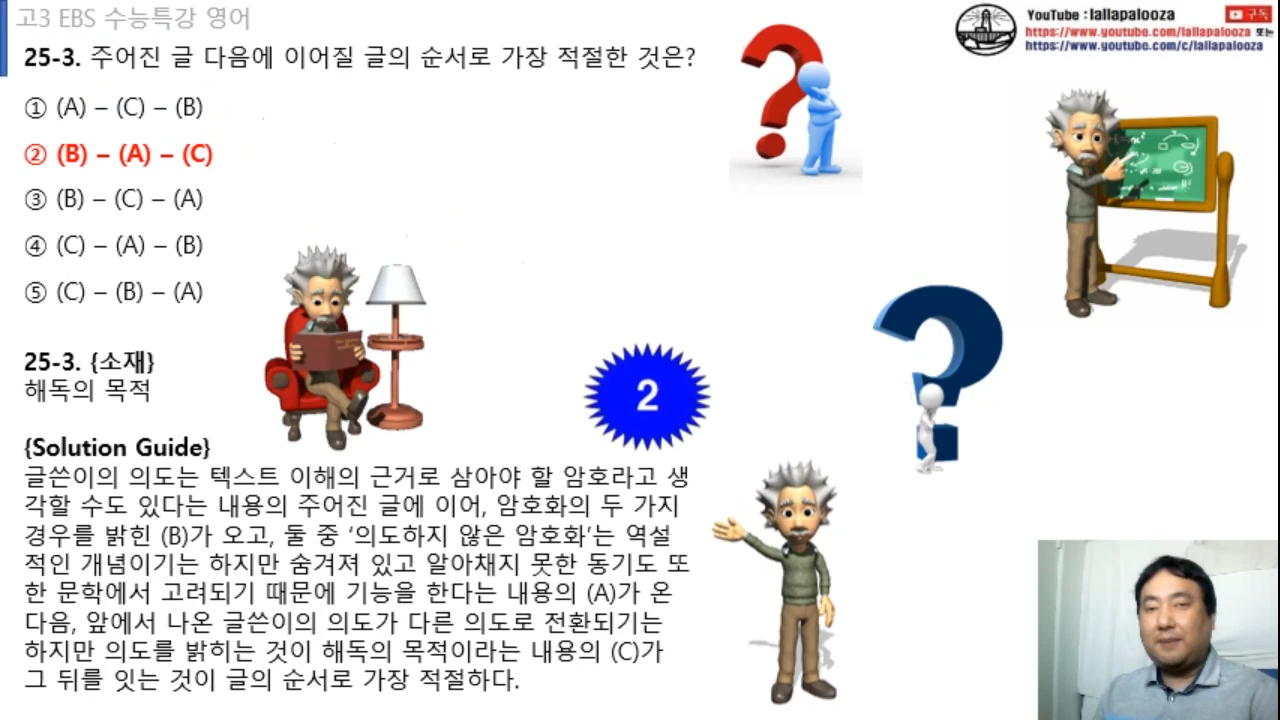 고3 EBS 수능특강 영어
YouTube : lallapalooza
구독
https://www.youtube.com/lallapalooza 또는
https://www.youtube.com/c/lallapalooza
25-3. 주어진 글 다음에 이어질 글의 순서로 가장 적절한 것은?
① (A) – (C) – (B)
② (B) – (A) – (C)
③ (B) – (C) – (A)
④ (C) – (A) – (B)
⑤ (C) – (B) – (A)
25-3. {소재}
해독의 목적
2
{Solution Guide}
글쓴이의 의도는 텍스트 이해의 근거로 삼아야 할 암호라고 생
각할 수도 있다는 내용의 주어진 글에 이어, 암호화의 두 가지
경우를 밝힌 (B)가 오고, 둘 중 ‘의도하지 않은 암호화’는 역설
적인 개념이기는 하지만 숨겨져 있고 알아채지 못한 동기도 또
한 문학에서 고려되기 때문에 기능을 한다는 내용의 (A)가 온
다음, 앞에서 나온 글쓴이의 의도가 다른 의도로 전환되기는
하지만 의도를 밝히는 것이 해독의 목적이라는 내용의 (C)가
그 뒤를 잇는 것이 글의 순서로 가장 적절하다.